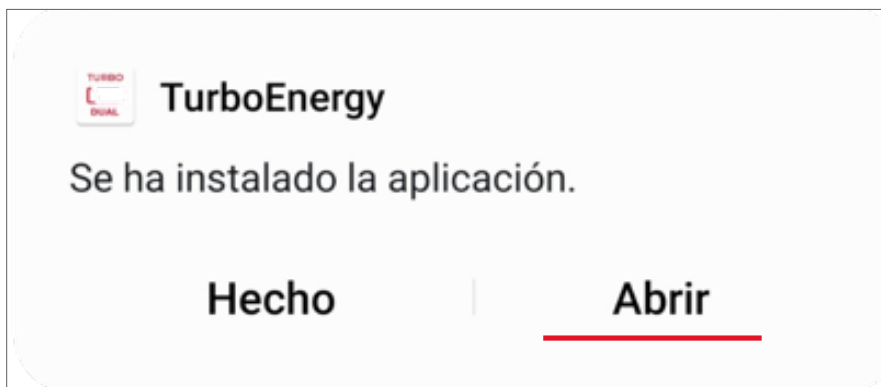 TURBO
DUAL
TurboEnergy
Se ha instalado la aplicación.
Hecho
Abrir